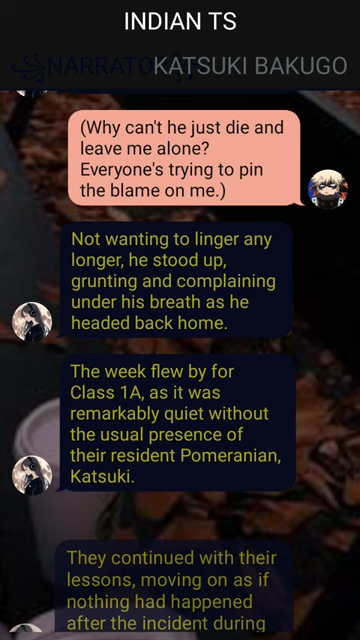 INDIAN TS
NARRATO
KATSUKI BAKUGO
(Why can't he just die and
leave me alone?
Everyone's trying to pin
the blame on me.)
Not wanting to linger any
longer, he stood up,
grunting and complaining
under his breath as he
headed back home.
The week flew by for
Class 1A, as it was
remarkably quiet without
the usual presence of
their resident Pomeranian,
Katsuki.
They continued with their
lessons, moving on as if
nothing had happened
after the incident during